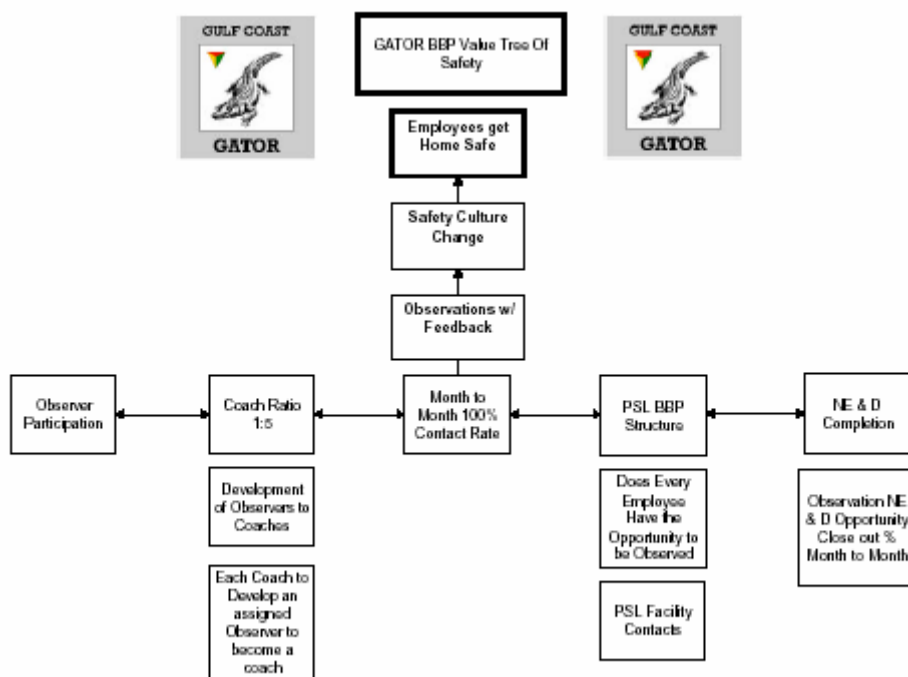 GULF COAST
GATOR
GATOR BBP Value Tree Of
Safety
GULF COAST
GATOR
Employees get
Home Safe
Safety Culture
Change
Observations w/
Feedback
Observer
Participation
Coach Ratio
1:5
Month to
Month 100%
Contact Rate
PSL BBP
Structure
NE & D
Completion
Development
of Observers to
Coaches
Does Every
Employee
Have the
Opportunity to
be Observed
Observation NE
& D Opportunity
Close out %
Month to Month
Each Coach to
Develop an
assigned
Observer to
become a
coach
PSL Facility
Contacts